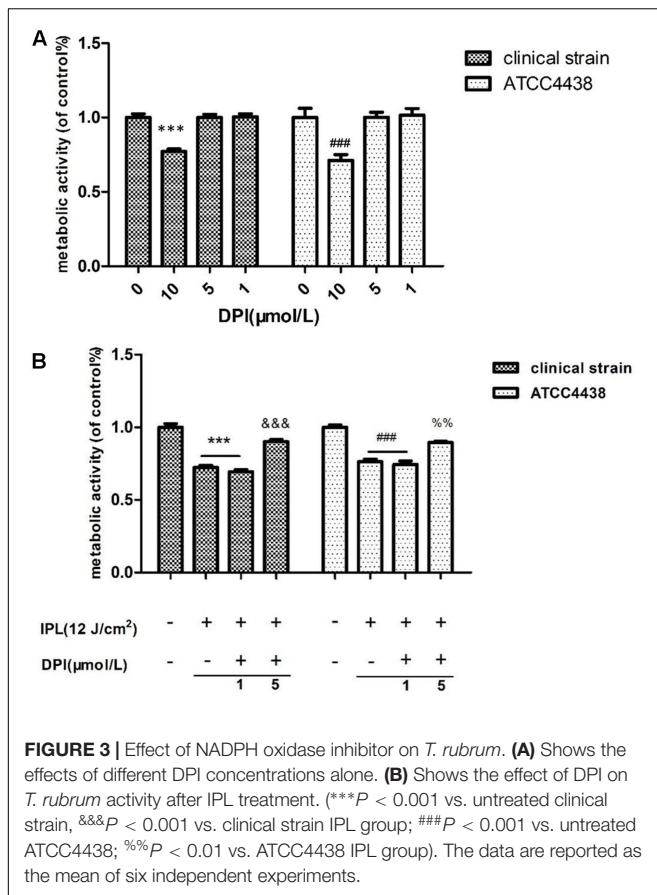 A
clinical strain
ATCC4438
metabolic activity (of control%)
1.5
1.0
0.5
0.0
***
###
0 10 5 1 0 10 5 1
DPI(μmol/L)
B
clinical strain
ATCC4438
metabolic activity (of control%)
1.5
1.0
0.5
0.0
***
&&&
###
%%
IPL(12 J/cm²) - + + + - + + +
DPI(μmol/L) - - + + - - + +
1 5 1 5
FIGURE 3 | Effect of NADPH oxidase inhibitor on T. rubrum. (A) Shows the
effects of different DPI concentrations alone. (B) Shows the effect of DPI on
T. rubrum activity after IPL treatment. (***P < 0.001 vs. untreated clinical
strain, &&&P < 0.001 vs. clinical strain IPL group; ###P < 0.001 vs. untreated
ATCC4438; %%P < 0.01 vs. ATCC4438 IPL group). The data are reported as
the mean of six independent experiments.